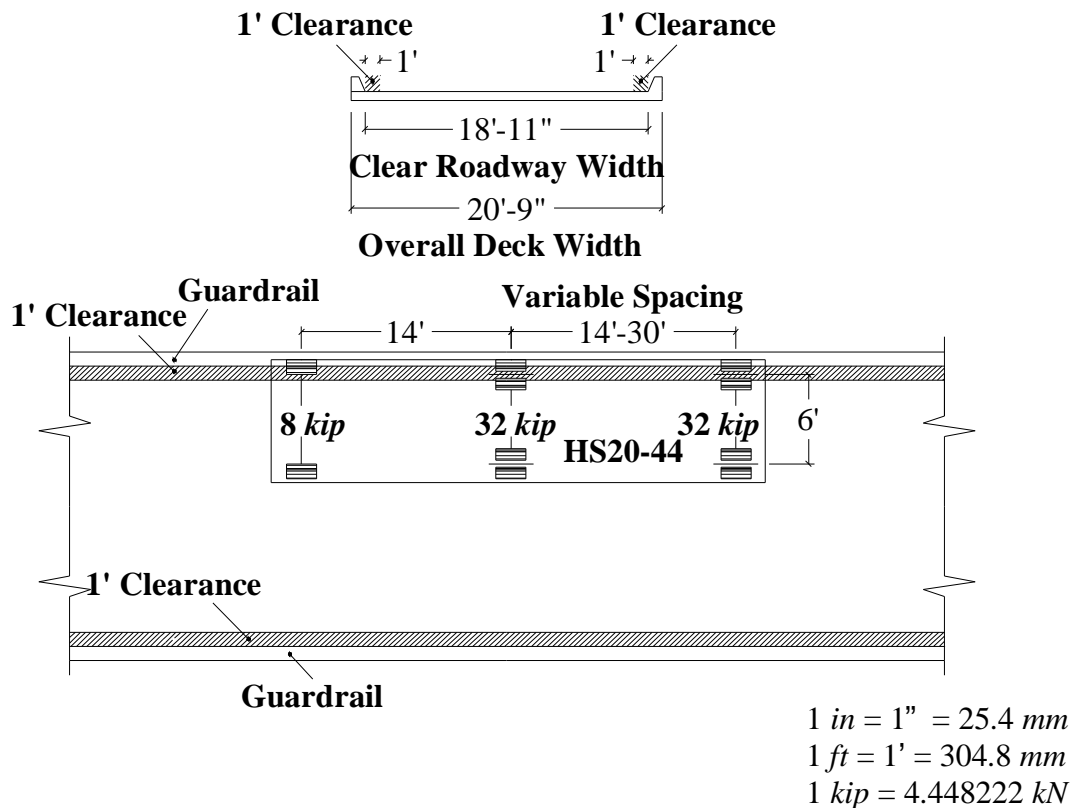 1' Clearance 1' Clearance
1' 1'
18'-11"
Clear Roadway Width
20'-9"
Overall Deck Width
Guardrail Variable Spacing
1' Clearance 14' 14'-30'
8 kip 32 kip 32 kip 6'
HS20-44
1' Clearance
Guardrail
1 in = 1" = 25.4 mm
1 ft = 1' = 304.8 mm
1 kip = 4.448222 kN